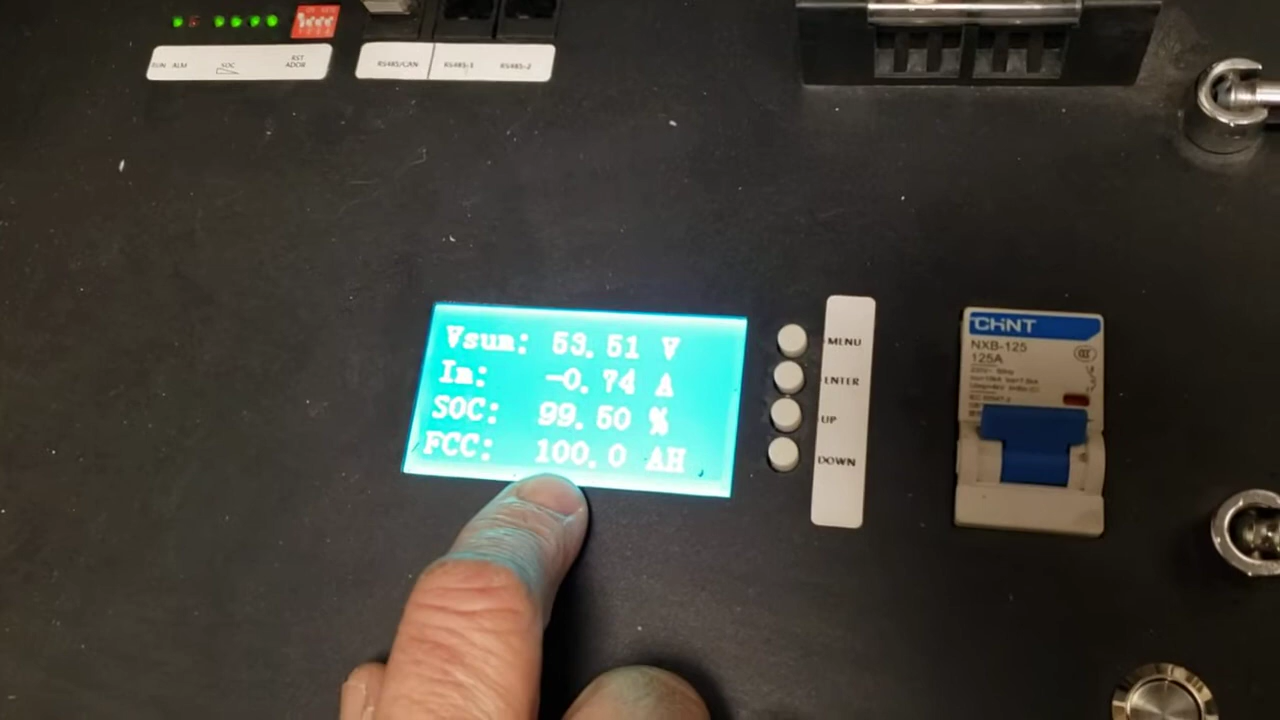 RUN ALM SOC RST
ADDR
RS485/CAN RS485-1 RS485-2
Vsum: 53.51 V
Im: -0.74 A
SOC: 99.50 %
FCC: 100.0 AH
MENU
ENTER
UP
DOWN
CHNT
NXB-125
125A